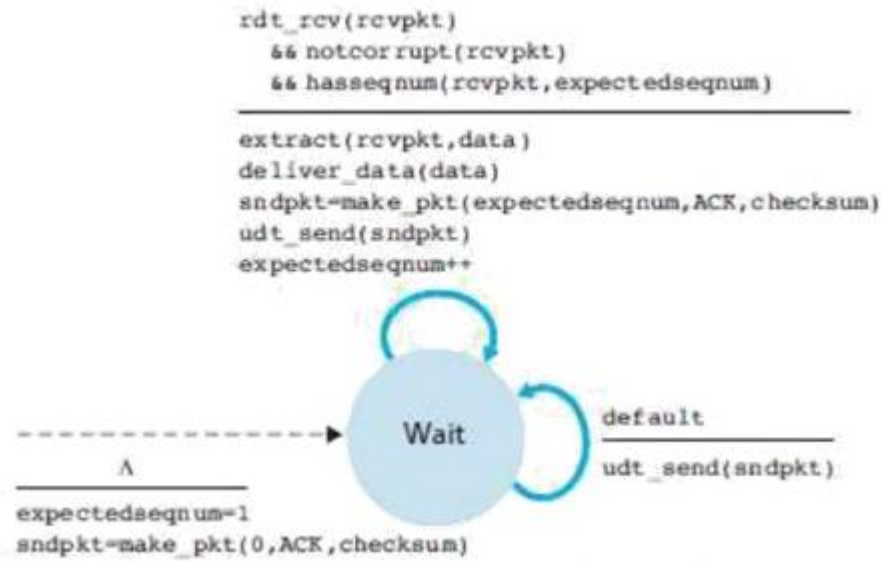 rdt_rcv(rcvpkt)
&& notcorrupt(rcvpkt)
&& hasseqnum(rcvpkt,expectedseqnum)
extract(rcvpkt,data)
deliver_data(data)
sndpkt=make_pkt(expectedseqnum,ACK,checksum)
udt_send(sndpkt)
expectedseqnum++
Wait
default
udt_send(sndpkt)
Λ
expectedseqnum=1
sndpkt=make_pkt(0,ACK,checksum)